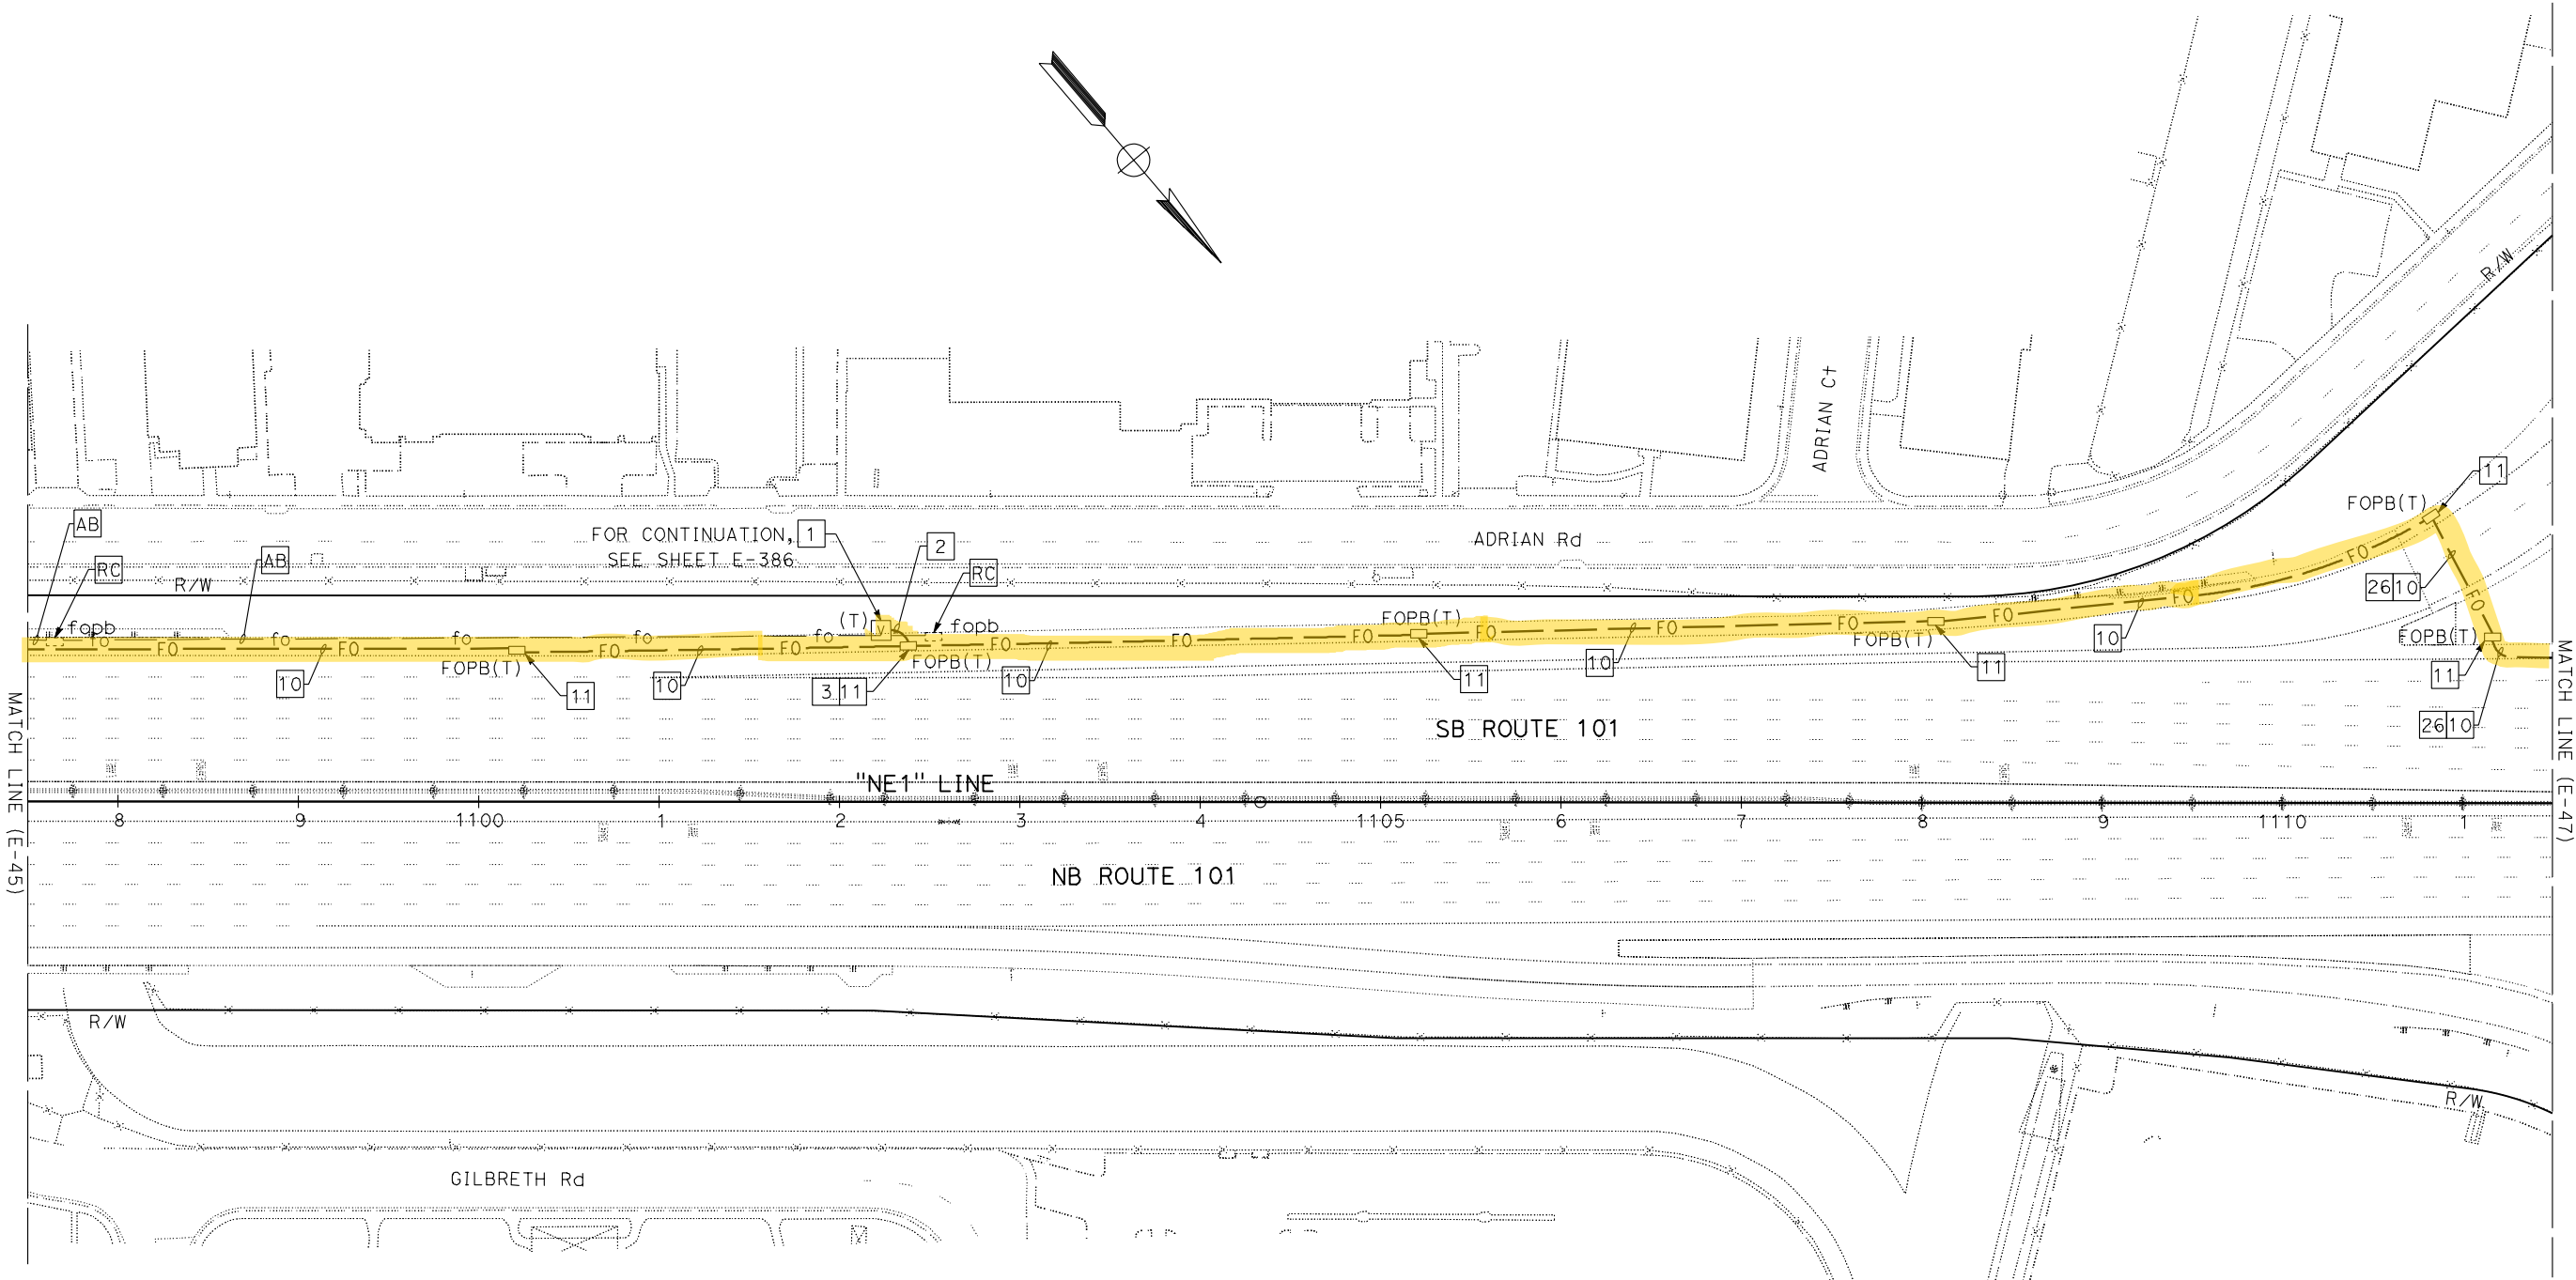 R/W
ADRIAN Ct
11
FOPB(T)
AB
FOR CONTINUATION,
SEE SHEET E-386
1
2
ADRIAN Rd
RC
AB
RC
R/W
26 10
fopb
fo
fo
fo
fo
fo
(T)
V
fopb
FO
FO
FO
FO
FO
FO
FO
FO
FO
FO
FO
FO
FO
FO
FOPB(T)
FOPB(T)
FOPB(T)
FOPB(T)
FOPB(T)
10
11
10
3 11
10
11
10
11
10
11
26 10
MATCH LINE (E-45)
MATCH LINE (E-47)
SB ROUTE 101
"NE1" LINE
8 9 1100 1 2 3 4 1105 6 7 8 9 1110 1
NB ROUTE 101
R/W
R/W
GILBRETH Rd